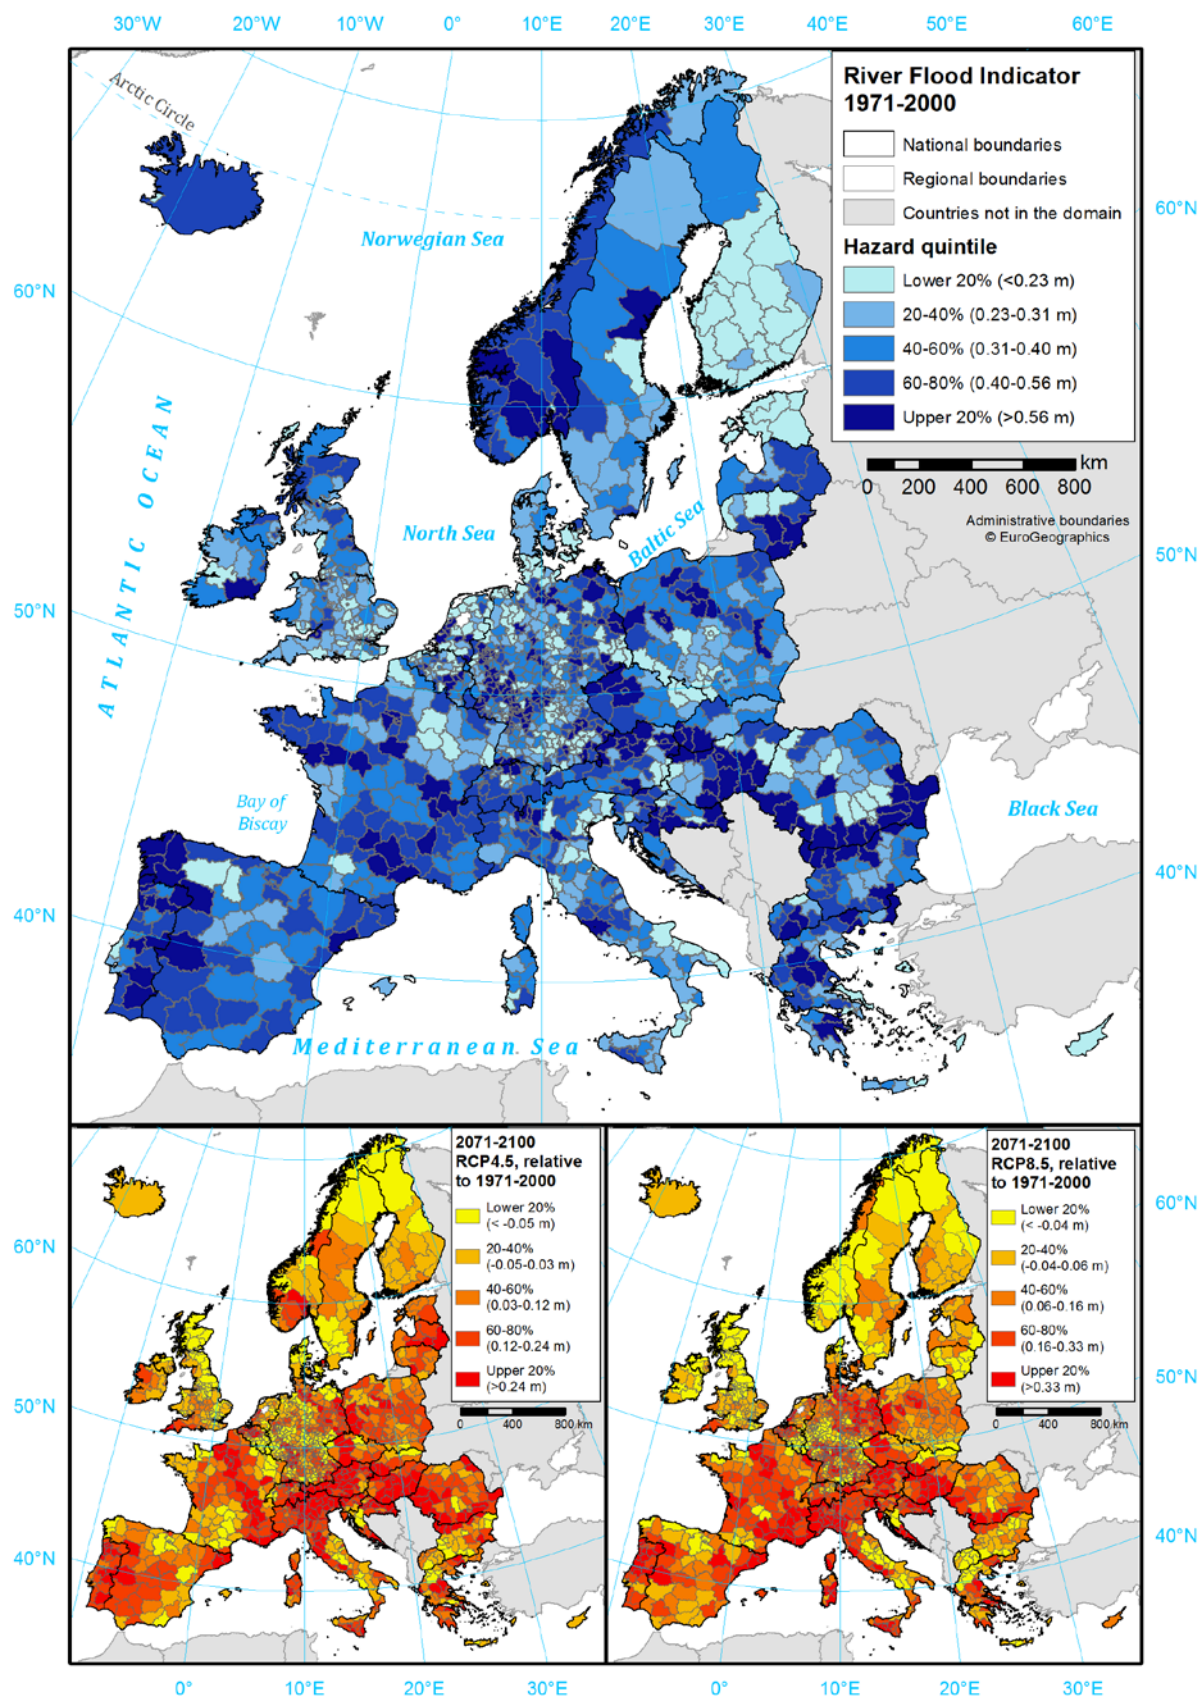 30°W 20°W 10°W 0° 10°E 20°E 30°E 40°E 50°E 60°E
River Flood Indicator
1971-2000
National boundaries
Regional boundaries
Countries not in the domain
Hazard quintile
Lower 20% (<0.23 m)
20-40% (0.23-0.31 m)
40-60% (0.31-0.40 m)
60-80% (0.40-0.56 m)
Upper 20% (>0.56 m)
km
0 200 400 600 800
Administrative boundaries
© EuroGeographics
Arctic Circle
Norwegian Sea
ATLANTIC OCEAN
North Sea
Baltic Sea
Bay of
Biscay
Black Sea
Mediterranean Sea
60°N
50°N
40°N
60°N
50°N
40°N
2071-2100
RCP4.5, relative
to 1971-2000
Lower 20%
(< -0.05 m)
20-40%
(-0.05-0.03 m)
40-60%
(0.03-0.12 m)
60-80%
(0.12-0.24 m)
Upper 20%
(>0.24 m)
0 400 800 km
2071-2100
RCP8.5, relative
to 1971-2000
Lower 20%
(< -0.04 m)
20-40%
(-0.04-0.06 m)
40-60%
(0.06-0.16 m)
60-80%
(0.16-0.33 m)
Upper 20%
(>0.33 m)
0 400 800 km
60°N
50°N
40°N
60°N
50°N
40°N
0° 10°E 20°E 30°E 0° 10°E 20°E 30°E